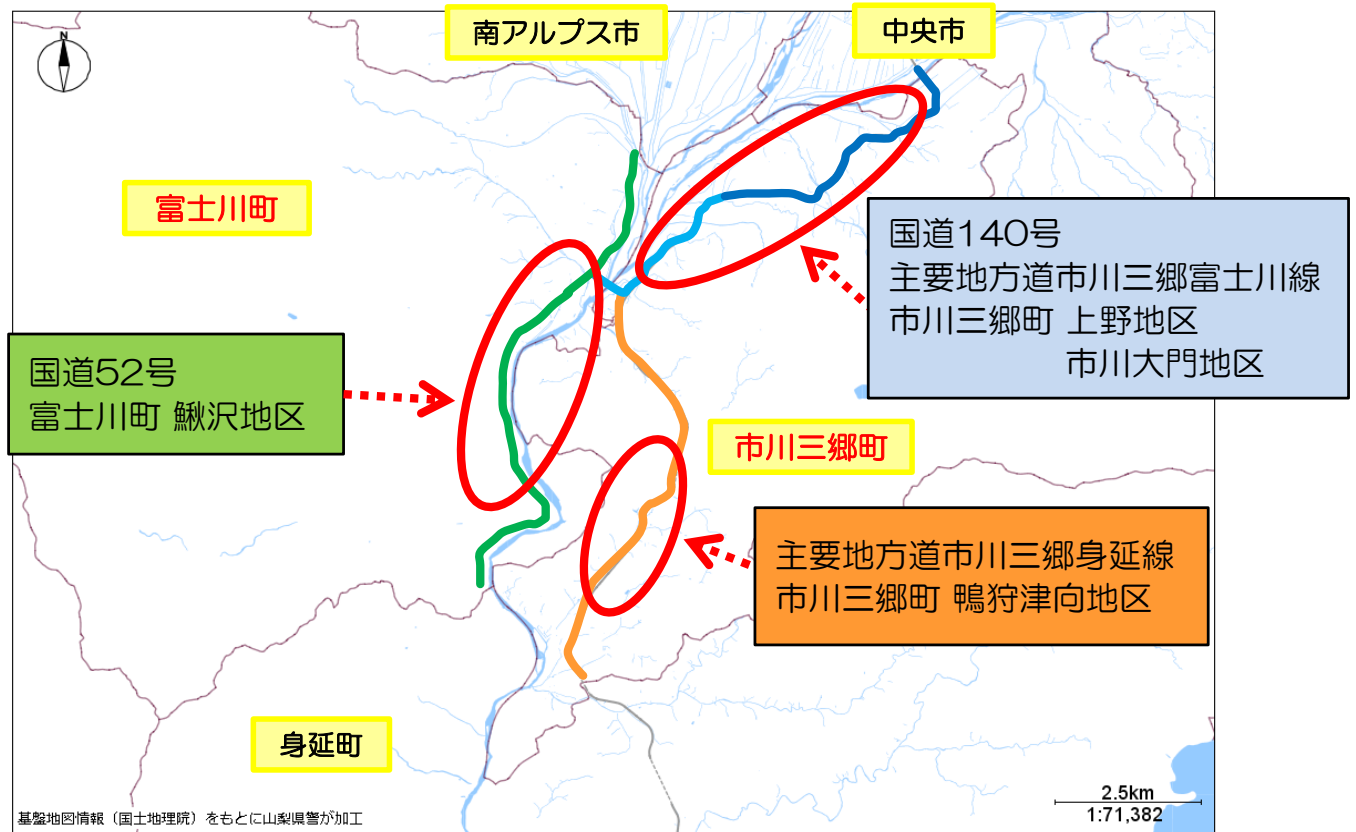 南アルプス市
中央市
N
富士川町
国道140号
主要地方道市川三郷富士川線
市川三郷町 上野地区
市川大門地区
国道52号
富士川町 鰍沢地区
市川三郷町
主要地方道市川三郷身延線
市川三郷町 鴨狩津向地区
身延町
2.5km
1:71,382
基盤地図情報（国土地理院）をもとに山梨県警が加工